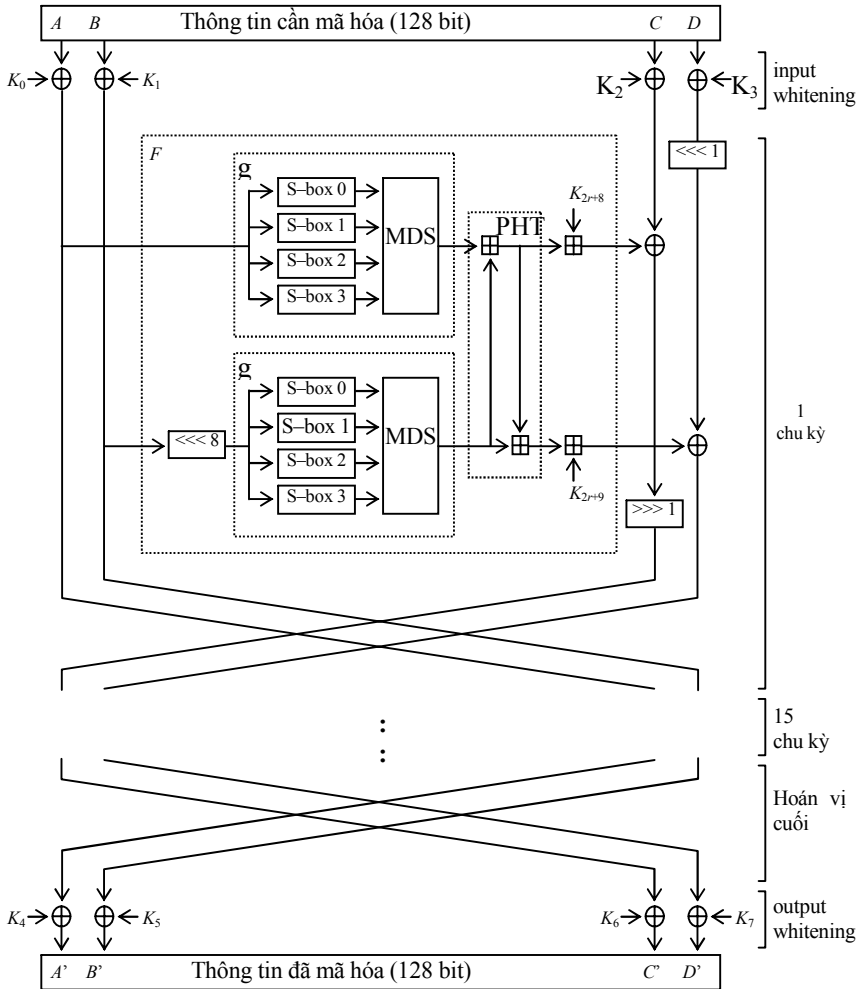 A B Thông tin cần mã hóa (128 bit) C D
K0 K1 K2 K3
input
whitening
F
<<< 1
g
S–box 0
S–box 1
S–box 2
S–box 3
MDS
PHT
K2r+8
g
<<< 8
S–box 0
S–box 1
S–box 2
S–box 3
MDS
K2r+9
>>> 1
1
chu kỳ
15
chu kỳ
Hoán vị
cuối
K4 K5 K6 K7
output
whitening
A’ B’ Thông tin đã mã hóa (128 bit) C’ D’